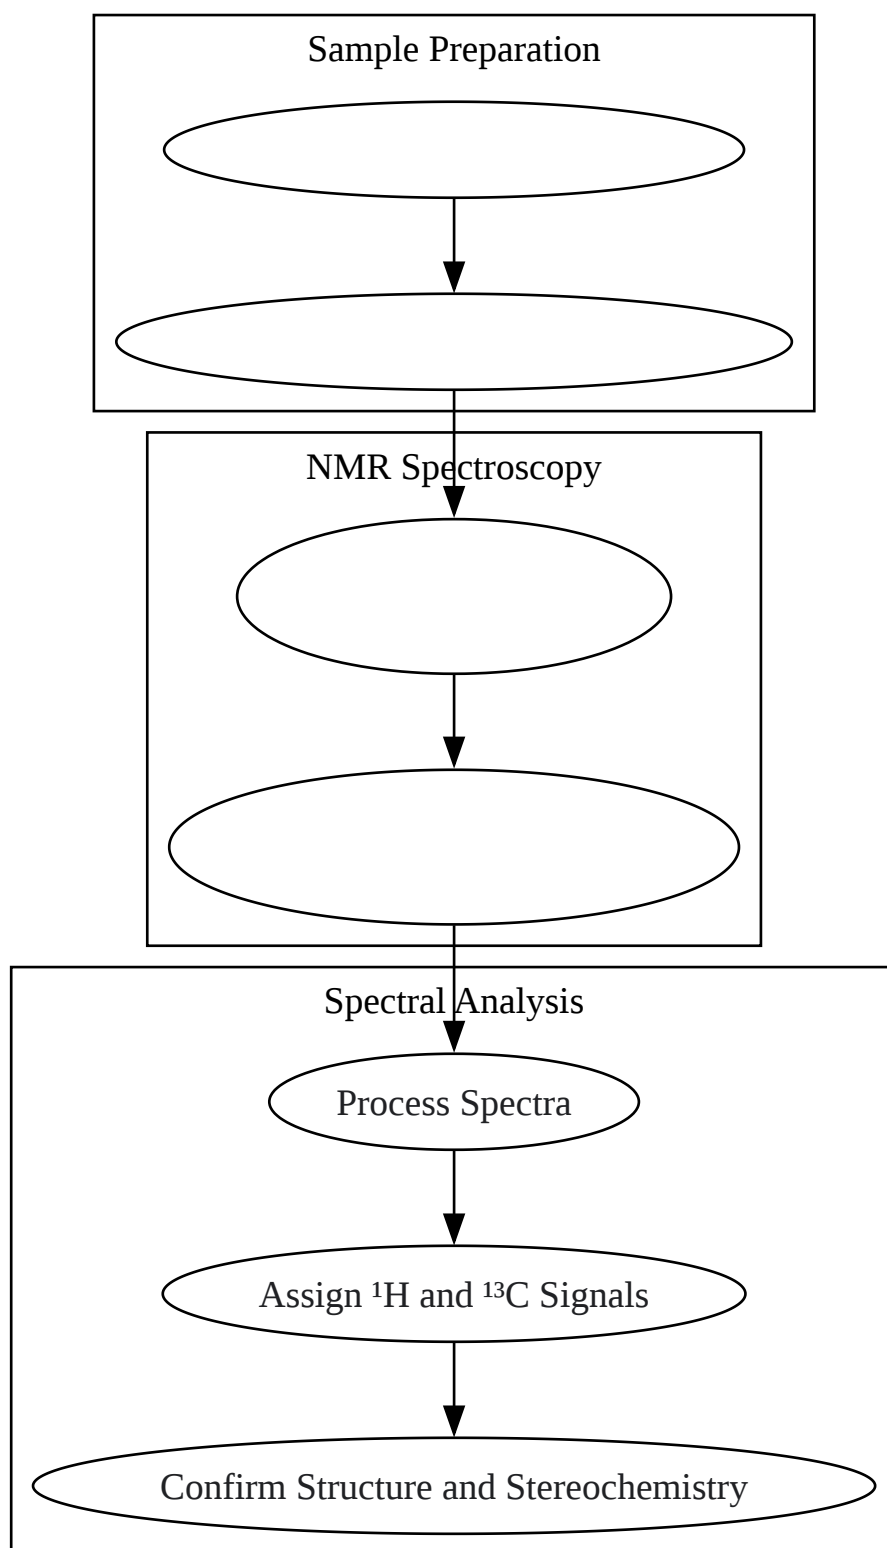 Sample Preparation
NMR Spectroscopy
Spectral Analysis
Process Spectra
Assign ¹H and ¹³C Signals
Confirm Structure and Stereochemistry